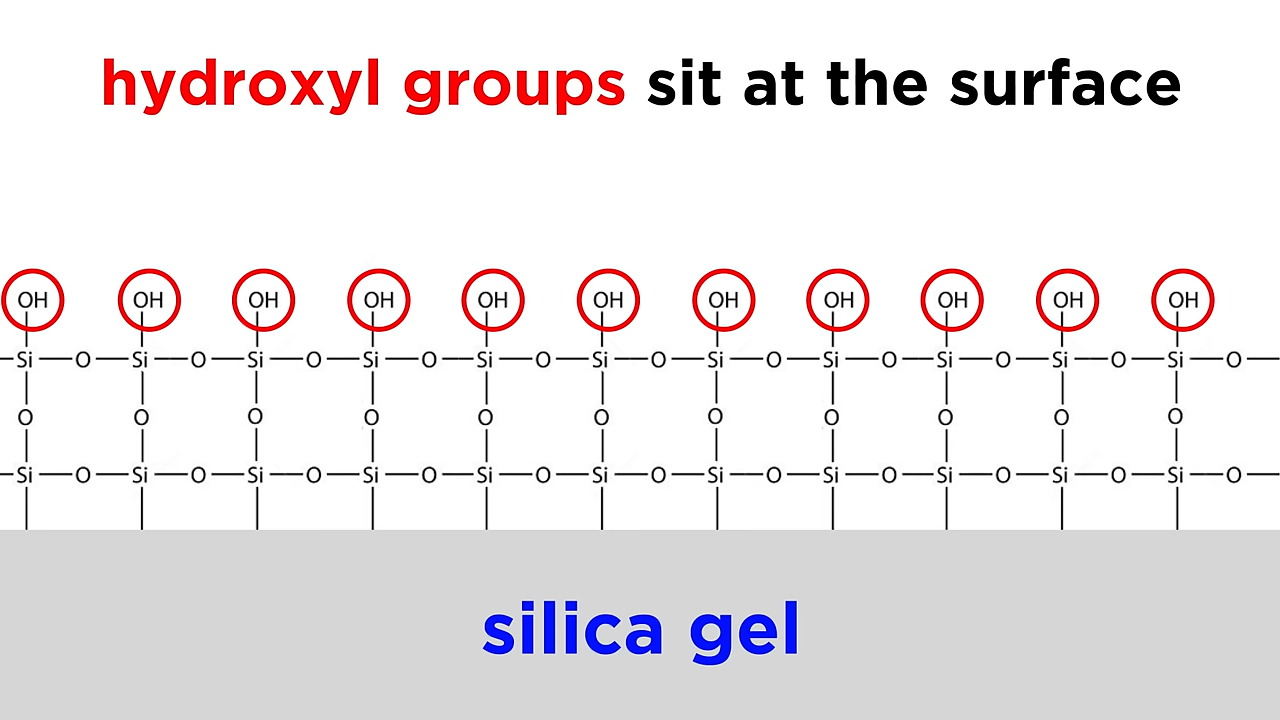 hydroxyl groups sit at the surface
OH OH OH OH OH OH OH OH OH OH OH
Si O Si O Si O Si O Si O Si O Si O Si O Si O Si O Si O
O O O O O O O O O O O
Si O Si O Si O Si O Si O Si O Si O Si O Si O Si O Si O
silica gel